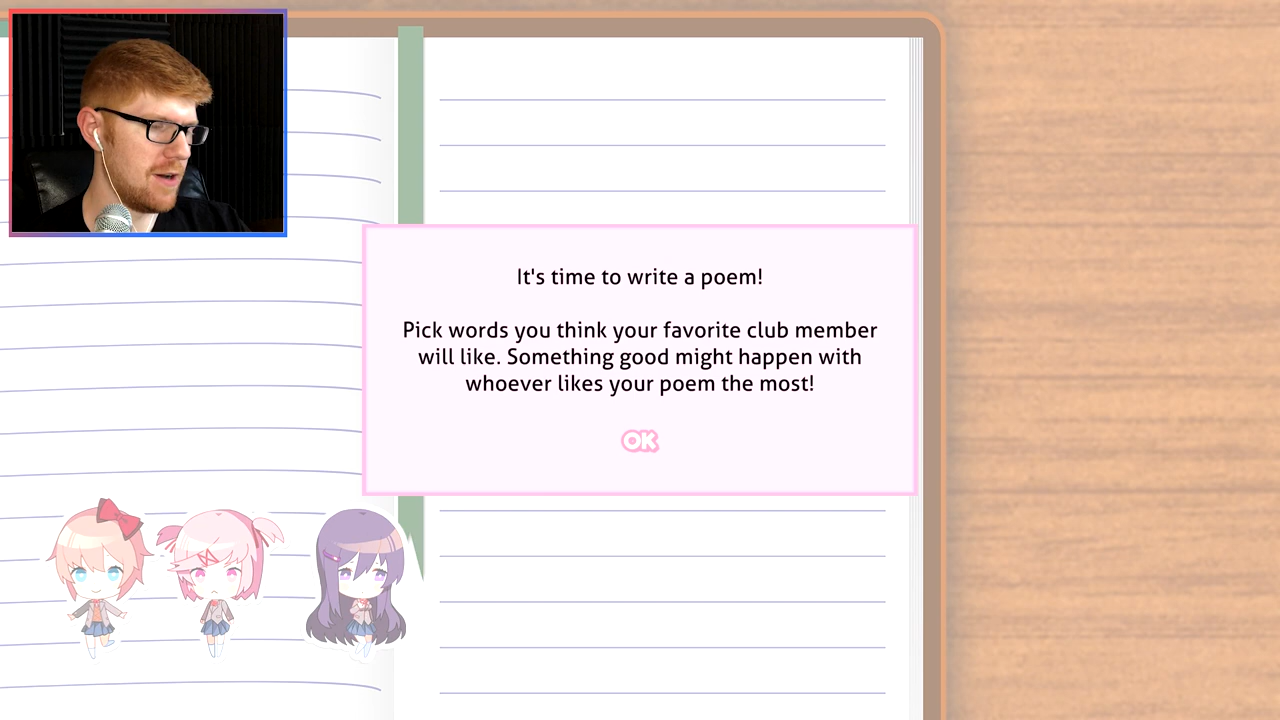 It's time to write a poem!
Pick words you think your favorite club member
will like. Something good might happen with
whoever likes your poem the most!
OK